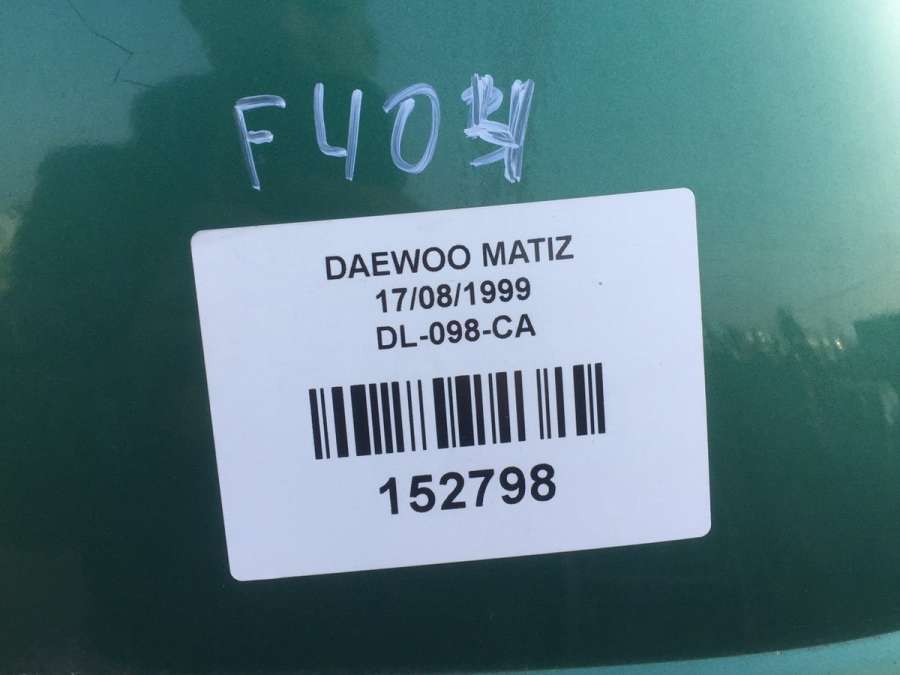 F40
DAEWOO MATIZ
17/08/1999
DL-098-CA
152798